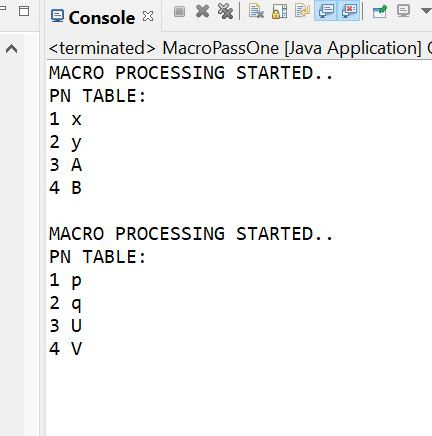 Console
<terminated> MacroPassOne [Java Application]
MACRO PROCESSING STARTED..
PN TABLE:
1 x
2 y
3 A
4 B
MACRO PROCESSING STARTED..
PN TABLE:
1 p
2 q
3 U
4 V